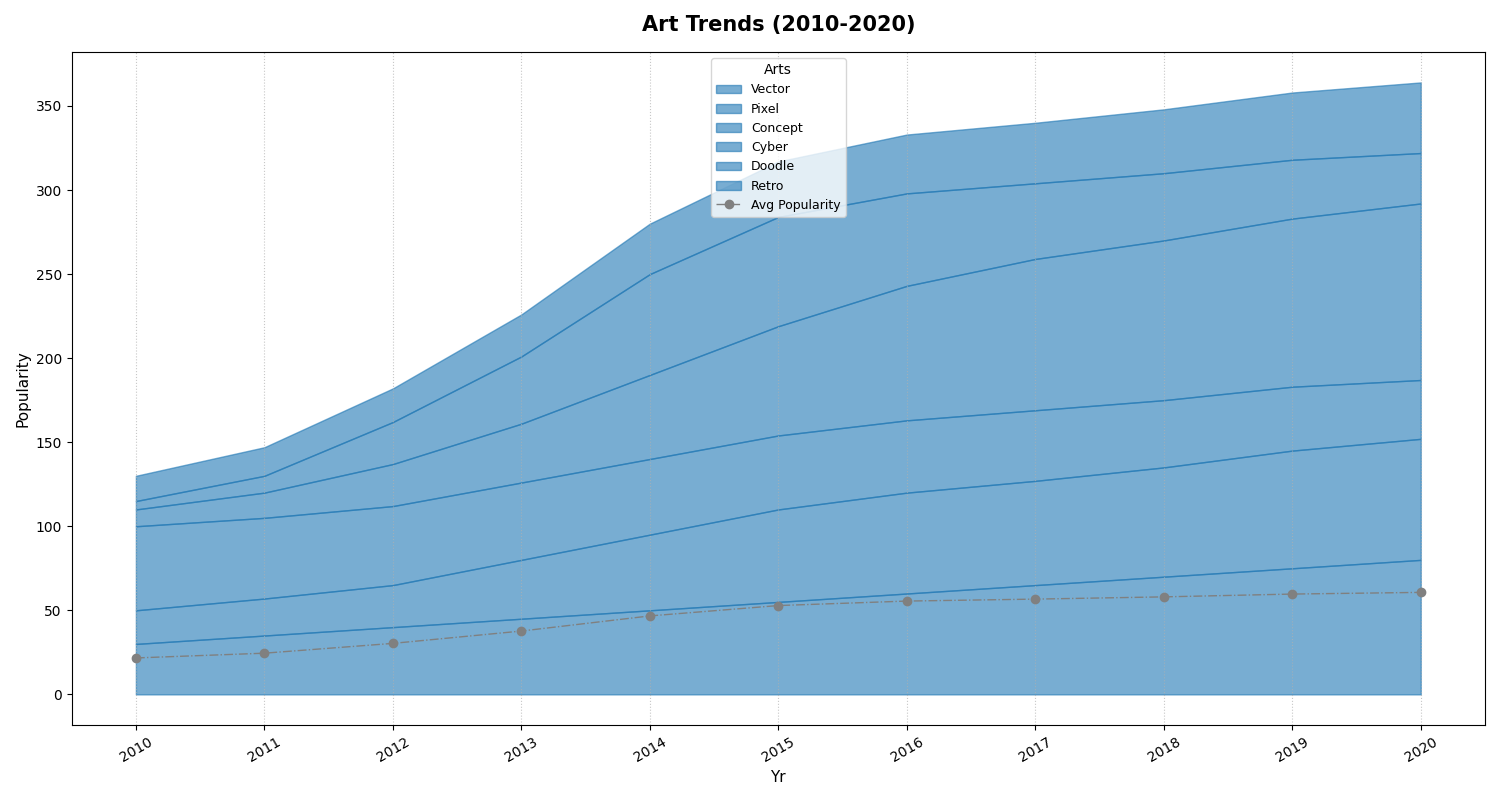 Art Trends (2010-2020)
Arts
Vector
Pixel
Concept
Cyber
Doodle
Retro
Avg Popularity
Popularity
350
300
250
200
150
100
50
0
2010 2011 2012 2013 2014 2015 2016 2017 2018 2019 2020
Yr